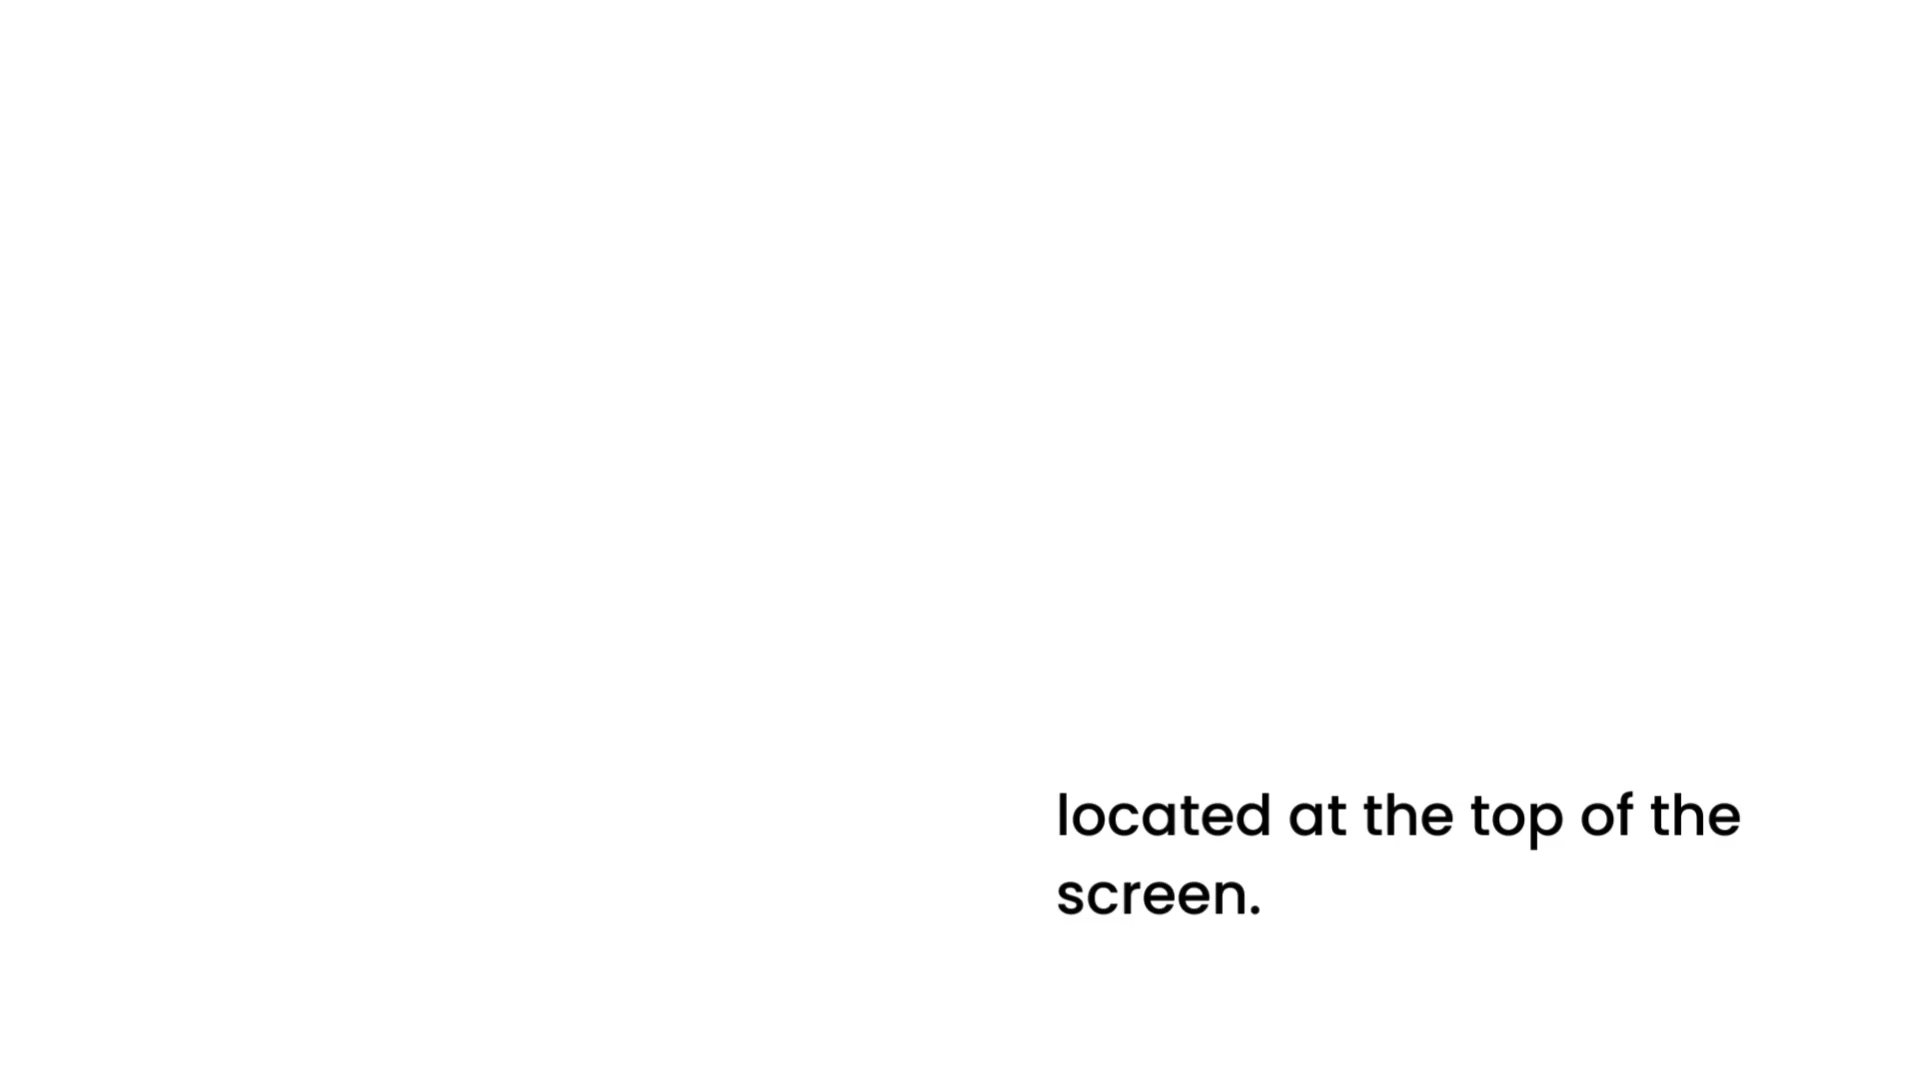 located at the top of the
screen.